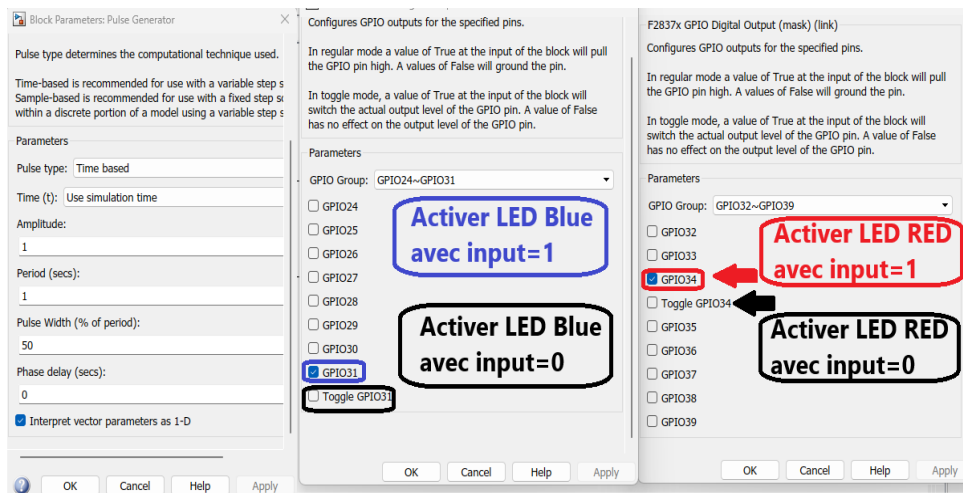 Block Parameters: Pulse Generator
Pulse type determines the computational technique used.
Time-based is recommended for use with a variable step
Sample-based is recommended for use with a fixed step
within a discrete portion of a model using a variable step
Parameters
Pulse type: Time based
Time (t): Use simulation time
Amplitude:
1
Period (secs):
1
Pulse Width (% of period):
50
Phase delay (secs):
0
Interpret vector parameters as 1-D
OK Cancel Help Apply
Configures GPIO outputs for the specified pins.
In regular mode a value of True at the input of the block will pull
the GPIO pin high. A values of False will ground the pin.
In toggle mode, a value of True at the input of the block will
switch the actual output level of the GPIO pin. A value of False
has no effect on the output level of the GPIO pin.
Parameters
GPIO Group: GPIO24~GPIO31
GPIO24
GPIO25
GPIO26
GPIO27
GPIO28
GPIO29
GPIO30
GPIO31
Toggle GPIO31
Activer LED Blue
avec input=1
Activer LED Blue
avec input=0
OK Cancel Help Apply
F2837x GPIO Digital Output (mask) (link)
Configures GPIO outputs for the specified pins.
In regular mode a value of True at the input of the block will pull
the GPIO pin high. A values of False will ground the pin.
In toggle mode, a value of True at the input of the block will
switch the actual output level of the GPIO pin. A value of False
has no effect on the output level of the GPIO pin.
Parameters
GPIO Group: GPIO32~GPIO39
GPIO32
GPIO33
GPIO34
Toggle GPIO34
GPIO35
GPIO36
GPIO37
GPIO38
GPIO39
Activer LED RED
avec input=1
Activer LED RED
avec input=0
OK Cancel Help Apply